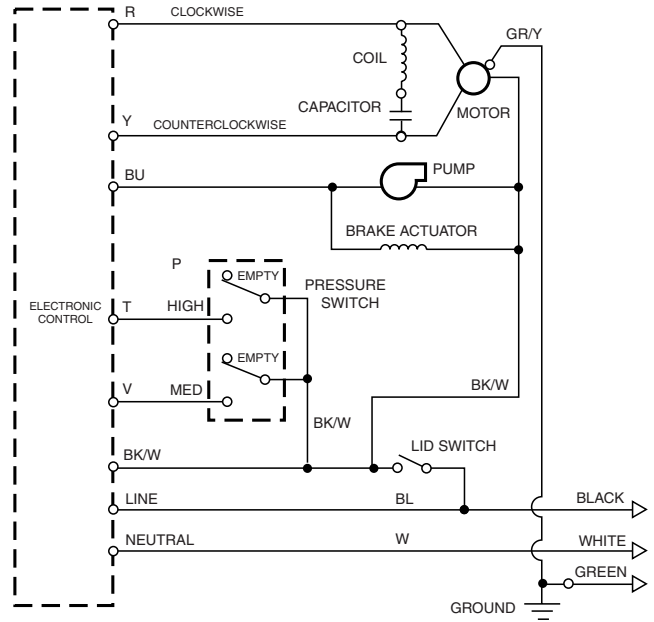 R
CLOCKWISE
GR/Y
COIL
CAPACITOR
MOTOR
Y
COUNTERCLOCKWISE
BU
PUMP
BRAKE ACTUATOR
P
EMPTY
PRESSURE
SWITCH
ELECTRONIC
CONTROL
T
HIGH
EMPTY
V
MED
BK/W
BK/W
BK/W
LID SWITCH
LINE
BL
BLACK
NEUTRAL
W
WHITE
GREEN
GROUND